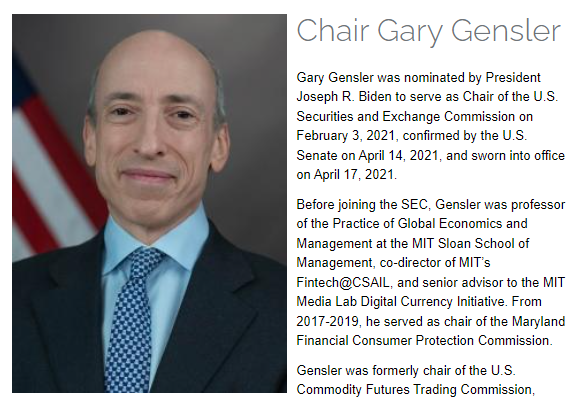 Chair Gary Gensler
Gary Gensler was nominated by President
Joseph R. Biden to serve as Chair of the U.S.
Securities and Exchange Commission on
February 3, 2021, confirmed by the U.S.
Senate on April 14, 2021, and sworn into office
on April 17, 2021.
Before joining the SEC, Gensler was professor
of the Practice of Global Economics and
Management at the MIT Sloan School of
Management, co-director of MIT’s
Fintech@CSAIL, and senior advisor to the MIT
Media Lab Digital Currency Initiative. From
2017-2019, he served as chair of the Maryland
Financial Consumer Protection Commission.
Gensler was formerly chair of the U.S.
Commodity Futures Trading Commission,